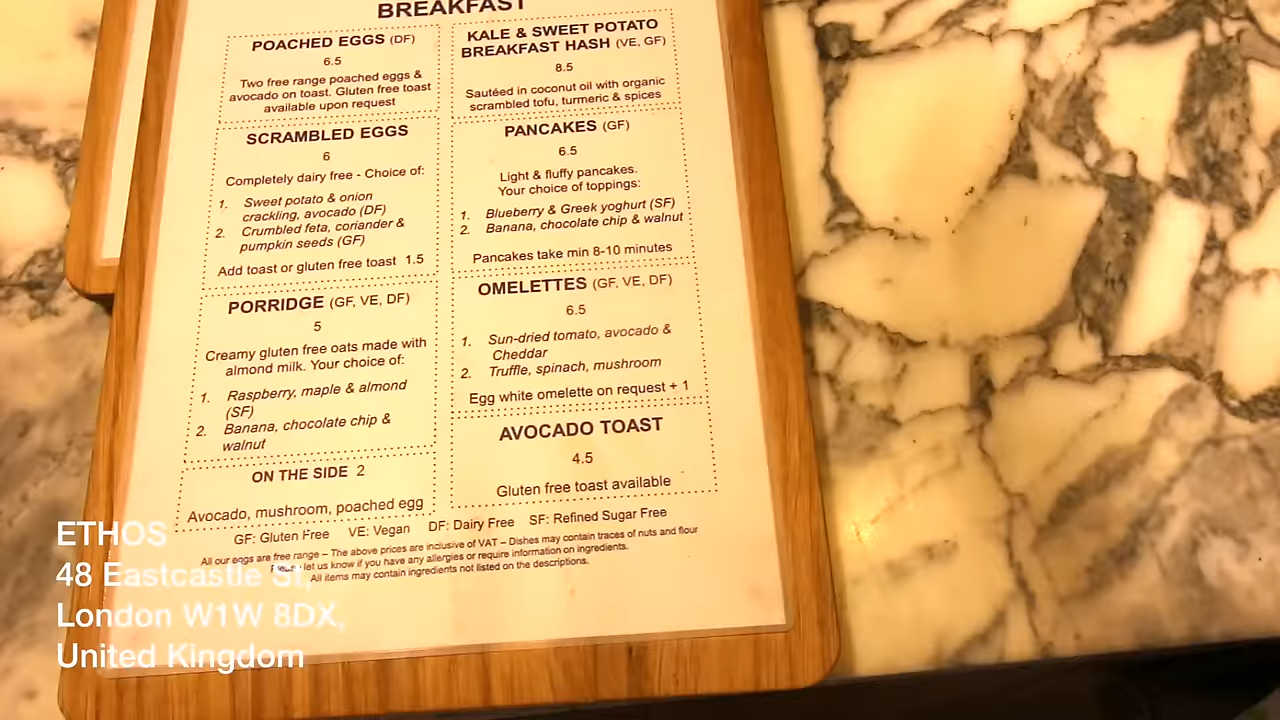 BREAKFAST
POACHED EGGS (DF)
6.5
Two free range poached eggs &
avocado on toast. Gluten free toast
available upon request
SCRAMBLED EGGS
6
Completely dairy free - Choice of:
1. Sweet potato & onion
crackling, avocado (DF)
2. Crumbled feta, coriander &
pumpkin seeds (GF)
Add toast or gluten free toast 1.5
PORRIDGE (GF, VE, DF)
5
Creamy gluten free oats made with
almond milk. Your choice of:
1. Raspberry, maple & almond
(SF)
2. Banana, chocolate chip &
walnut
ON THE SIDE 2
Avocado, mushroom, poached egg
KALE & SWEET POTATO
BREAKFAST HASH (VE, GF)
8.5
Sautéed in coconut oil with organic
scrambled tofu, turmeric & spices
PANCAKES (GF)
6.5
Light & fluffy pancakes.
Your choice of toppings:
1. Blueberry & Greek yoghurt (SF)
2. Banana, chocolate chip & walnut
Pancakes take min 8-10 minutes
OMELETTES (GF, VE, DF)
6.5
1. Sun-dried tomato, avocado &
Cheddar
2. Truffle, spinach, mushroom
Egg white omelette on request + 1
AVOCADO TOAST
4.5
Gluten free toast available
GF: Gluten Free VE: Vegan DF: Dairy Free SF: Refined Sugar Free
All our eggs are free range – The above prices are inclusive of VAT – Dishes may contain traces of nuts and flour
Please let us know if you have any allergies or require information on ingredients.
All items may contain ingredients not listed on the descriptions.
ETHOS
48 Eastcastle St,
London W1W 8DX,
United Kingdom